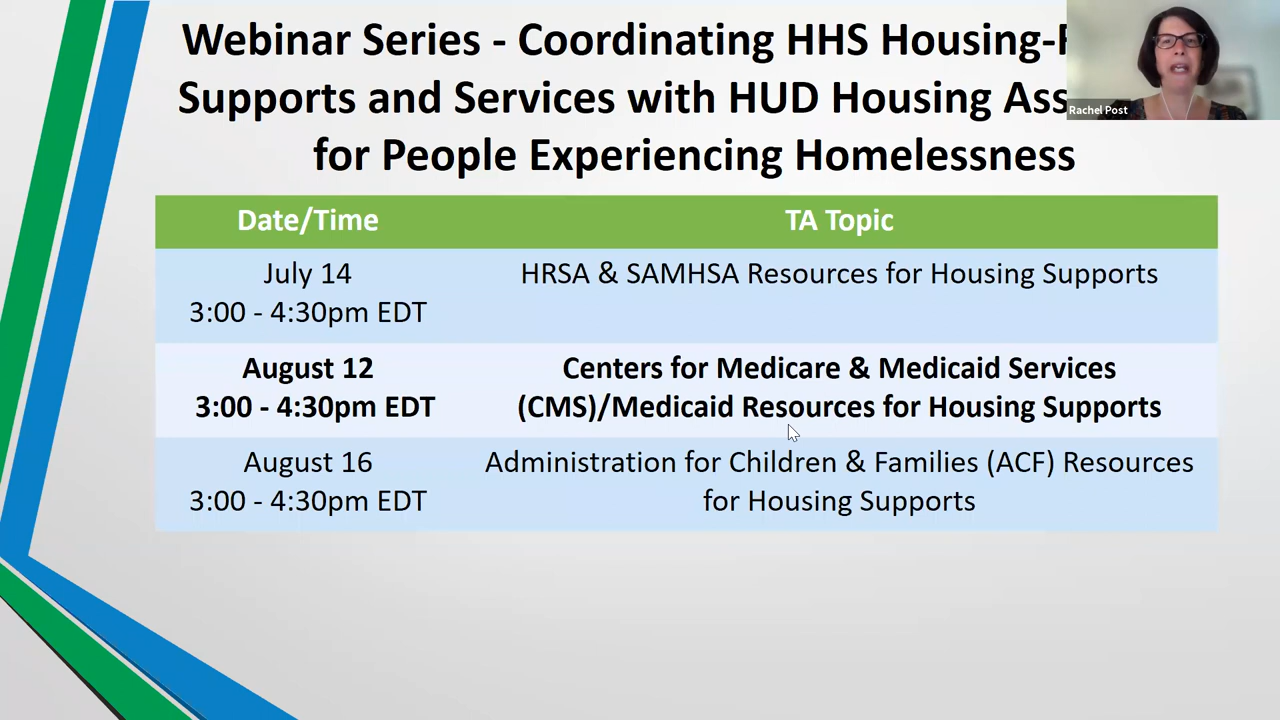 Webinar Series - Coordinating HHS Housing-
Supports and Services with HUD Housing
for People Experiencing Homelessness
Rachel Post
Date/Time
TA Topic
July 14
3:00 - 4:30pm EDT
HRSA & SAMHSA Resources for Housing Supports
August 12
3:00 - 4:30pm EDT
Centers for Medicare & Medicaid Services
(CMS)/Medicaid Resources for Housing Supports
August 16
3:00 - 4:30pm EDT
Administration for Children & Families (ACF) Resources
for Housing Supports